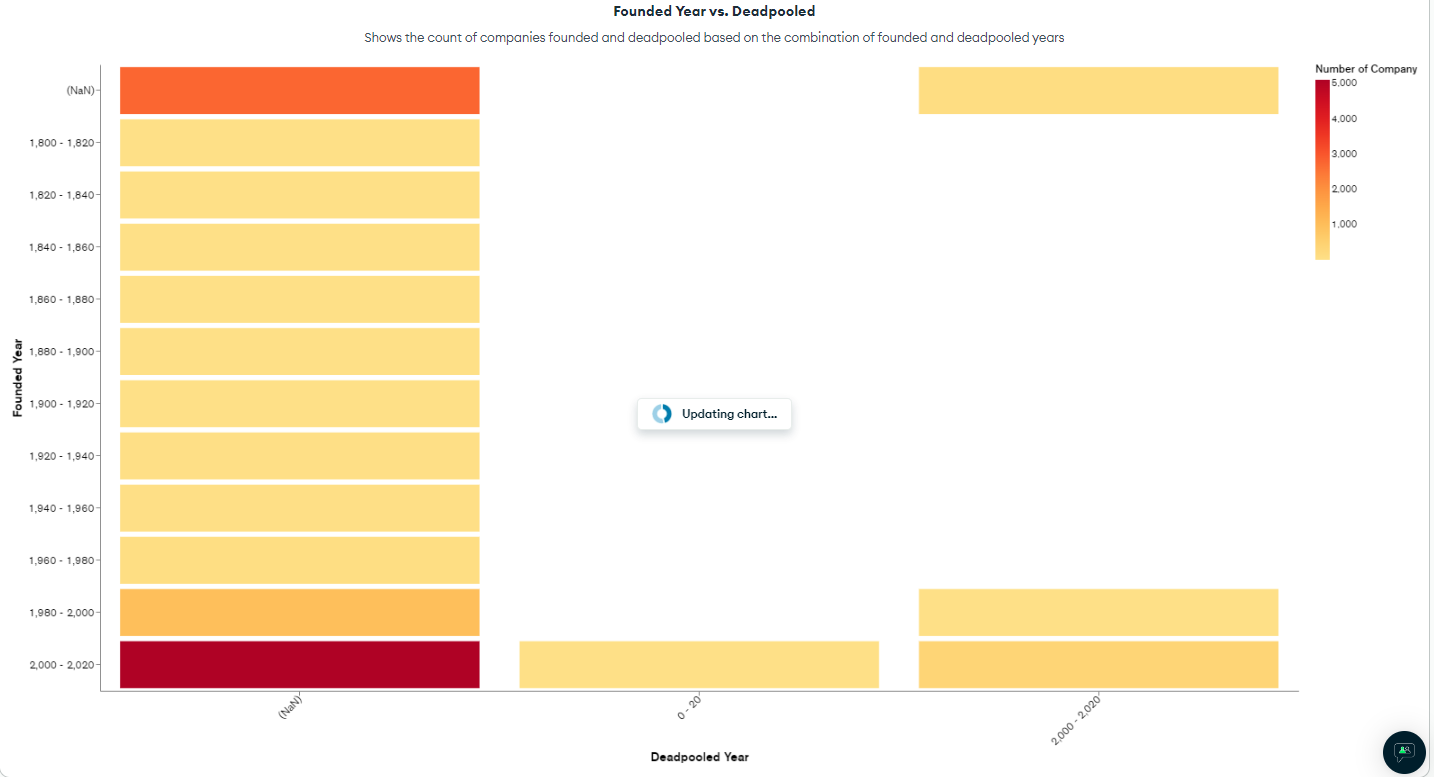 Founded Year vs. Deadpooled
Shows the count of companies founded and deadpooled based on the combination of founded and deadpooled years
Number of Company
5,000
4,000
3,000
2,000
1,000
Founded Year
(NaN)
1,800 - 1,820
1,820 - 1,840
1,840 - 1,860
1,860 - 1,880
1,880 - 1,900
1,900 - 1,920
1,920 - 1,940
1,940 - 1,960
1,960 - 1,980
1,980 - 2,000
2,000 - 2,020
Updating chart...
(NaN)
0 - 20
2,000 - 2,020
Deadpooled Year